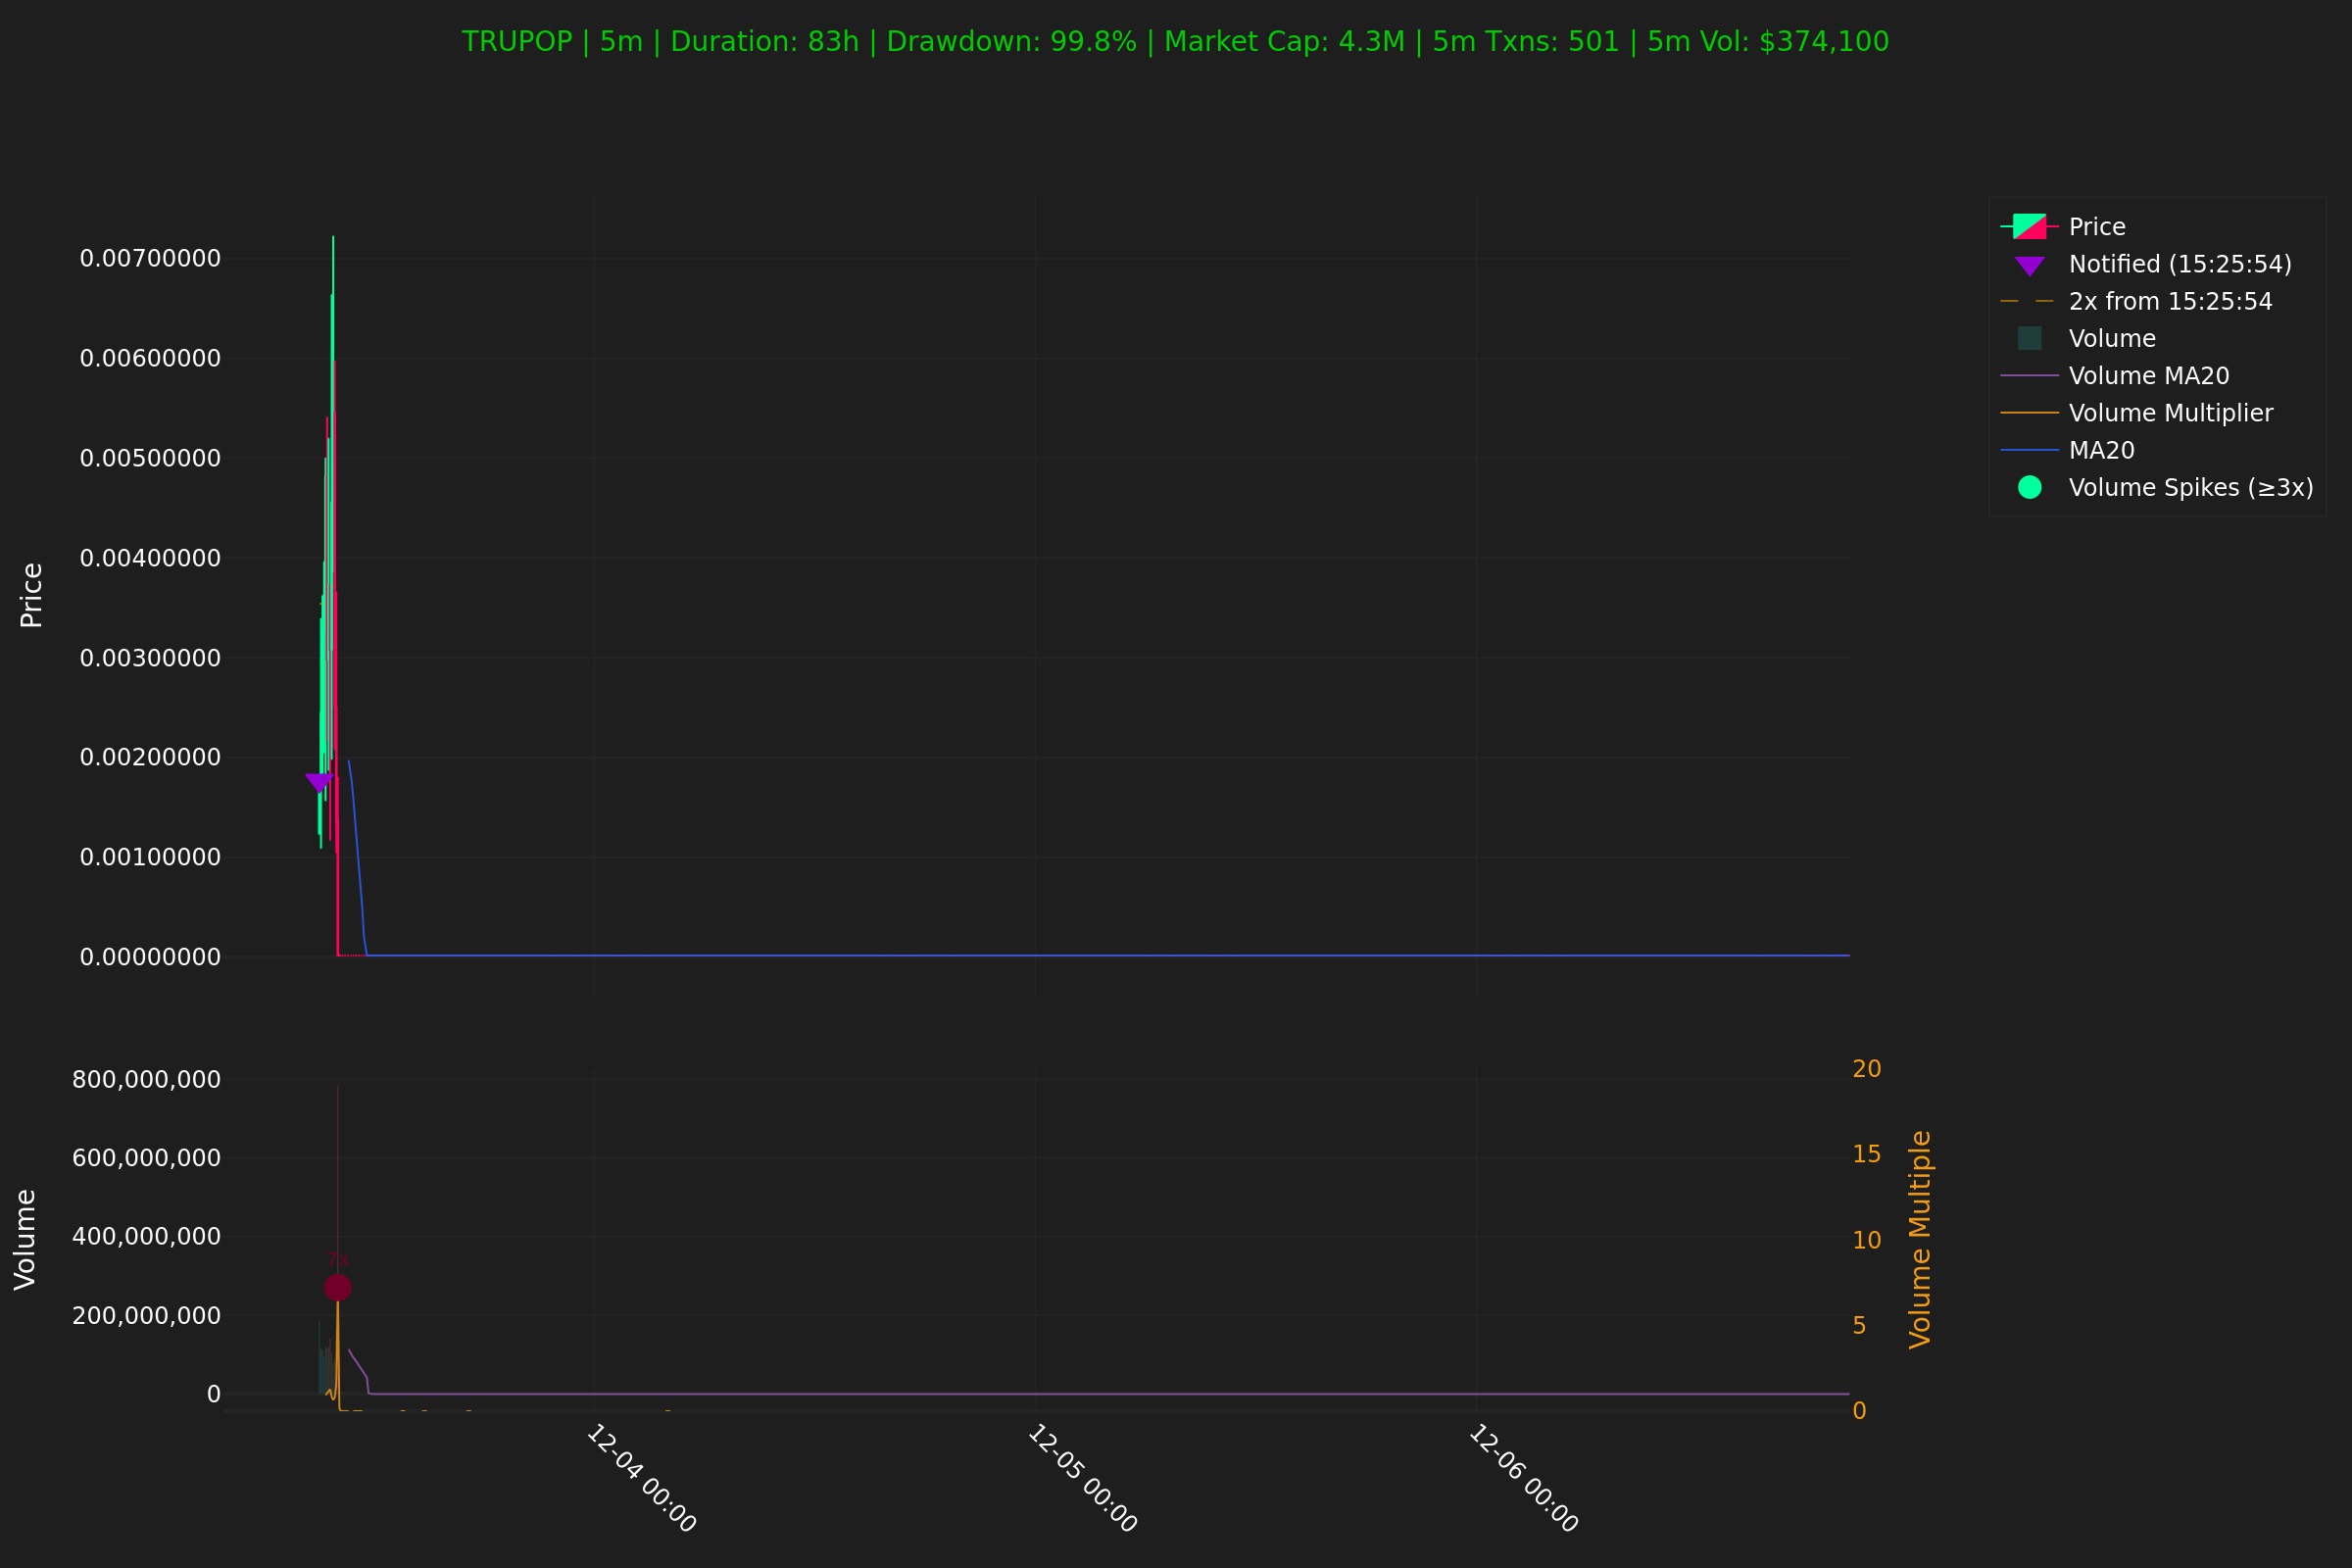 TRUPOP | 5m | Duration: 83h | Drawdown: 99.8% | Market Cap: 4.3M | 5m Txns: 501 | 5m Vol: $374,100
Price
Notified (15:25:54)
2x from 15:25:54
Volume
Volume MA20
Volume Multiplier
MA20
Volume Spikes (≥3x)
0.00700000
0.00600000
0.00500000
0.00400000
0.00300000
0.00200000
0.00100000
0.00000000
Price
800,000,000
600,000,000
400,000,000
200,000,000
0
Volume
7x
20
15
10
5
0
Volume Multiple
12-04 00:00
12-05 00:00
12-06 00:00